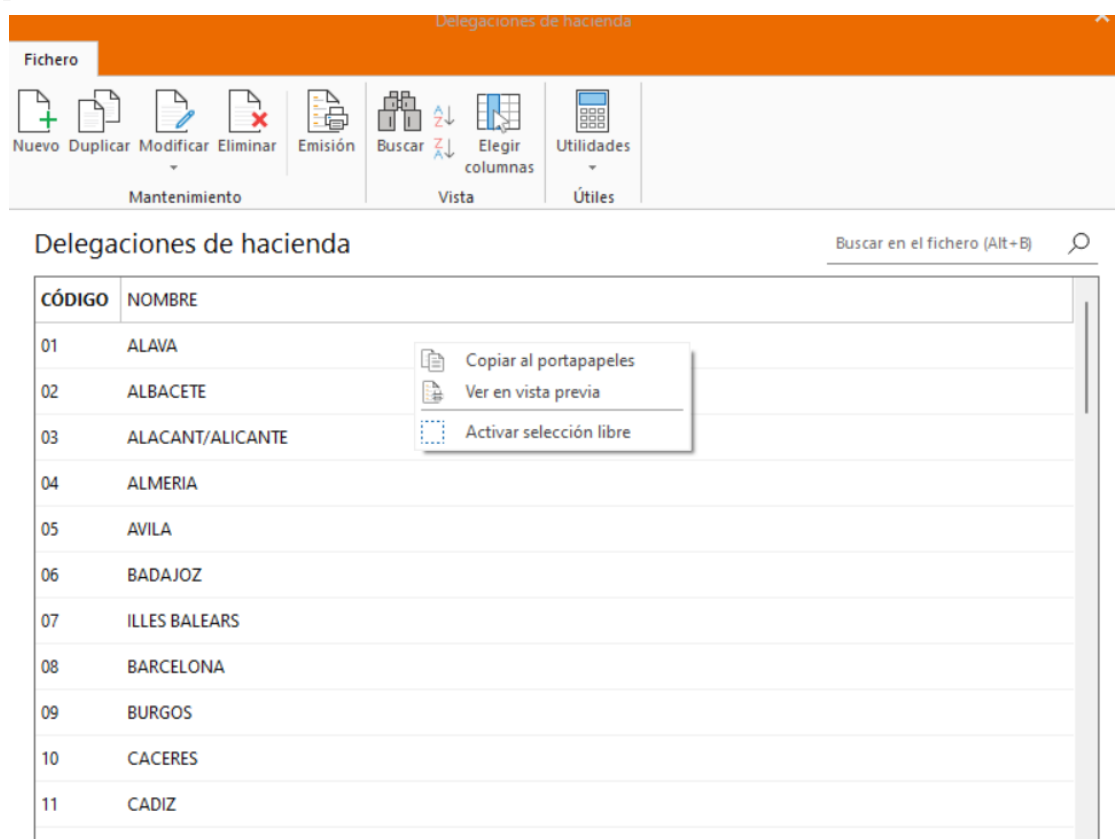 Delegaciones de hacienda
Fichero
Nuevo Duplicar Modificar Eliminar Emisión Buscar Elegir columnas Utilidades
Mantenimiento Vista Útiles
Delegaciones de hacienda Buscar en el fichero (Alt+B)
CÓDIGO NOMBRE
01 ALAVA
Copiar al portapapeles
02 ALBACETE Ver en vista previa
03 ALACANT/ALICANTE Activar selección libre
04 ALMERIA
05 AVILA
06 BADAJOZ
07 ILLES BALEARS
08 BARCELONA
09 BURGOS
10 CACERES
11 CADIZ